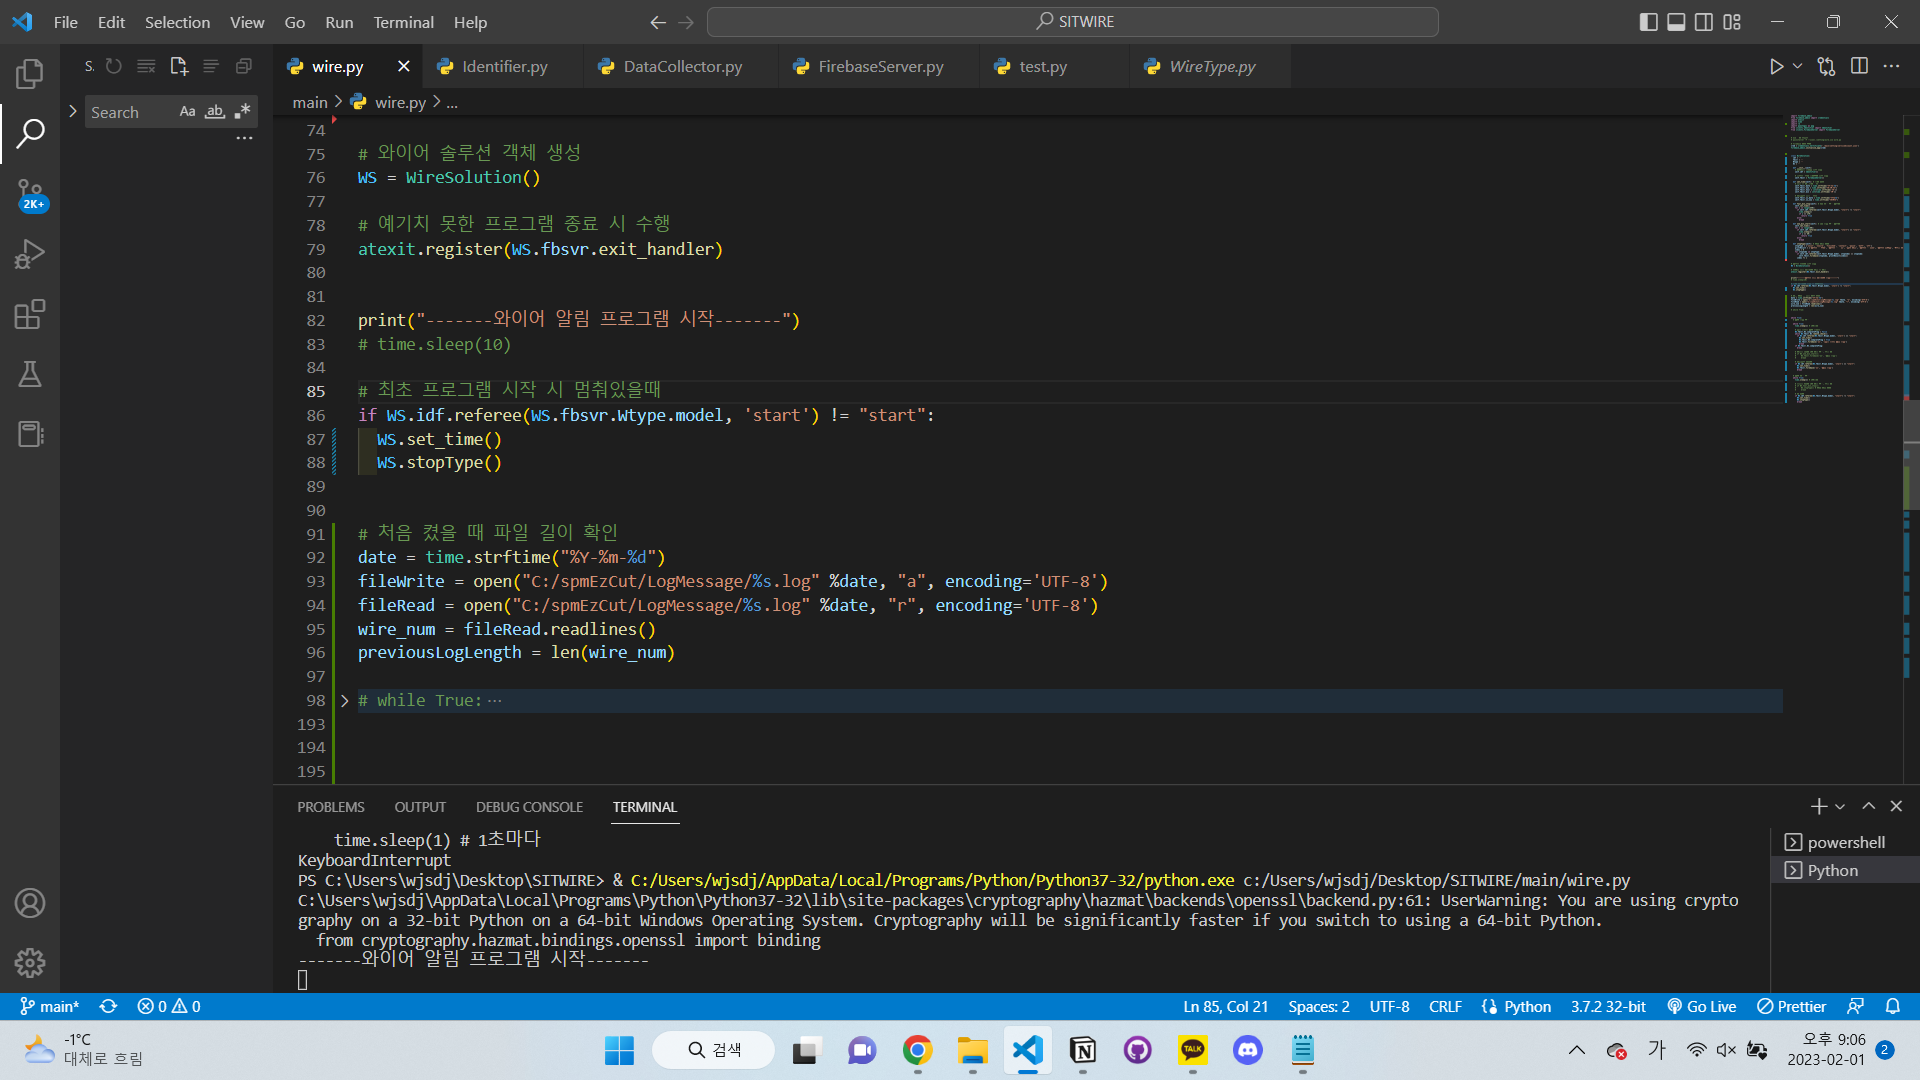 File Edit Selection View Go Run Terminal Help
SITWIRE
S.
wire.py Identifier.py DataCollector.py FirebaseServer.py test.py WireType.py
Search Aa ab
main > wire.py > ...
74
75 # 와이어 솔루션 객체 생성
76 WS = WireSolution()
77
78 # 예기치 못한 프로그램 종료 시 수행
79 atexit.register(WS.fbsvr.exit_handler)
80
81
82 print("-------와이어 알림 프로그램 시작-------")
83 # time.sleep(10)
84
85 # 최초 프로그램 시작 시 멈춰있을때
86 if WS.idf.referee(WS.fbsvr.Wtype.model, 'start') != "start":
87 WS.set_time()
88 WS.stopType()
89
90
91 # 처음 켰을 때 파일 길이 확인
92 date = time.strftime("%Y-%m-%d")
93 fileWrite = open("C:/spmEzCut/LogMessage/%s.log" %date, "a", encoding='UTF-8')
94 fileRead = open("C:/spmEzCut/LogMessage/%s.log" %date, "r", encoding='UTF-8')
95 wire_num = fileRead.readlines()
96 previousLogLength = len(wire_num)
97
98 # while True: ...
193
194
195
2K+
PROBLEMS OUTPUT DEBUG CONSOLE TERMINAL
time.sleep(1) # 1초마다
KeyboardInterrupt
PS C:\Users\wjsdj\Desktop\SITWIRE> & C:/Users/wjsdj/AppData/Local/Programs/Python/Python37-32/python.exe c:/Users/wjsdj/Desktop/SITWIRE/main/wire.py
C:\Users\wjsdj\AppData\Local\Programs\Python\Python37-32\lib\site-packages\cryptography\hazmat\backends\openssl\backend.py:61: UserWarning: You are using crypto
graphy on a 32-bit Python on a 64-bit Windows Operating System. Cryptography will be significantly faster if you switch to using a 64-bit Python.
from cryptography.hazmat.bindings.openssl import binding
-------와이어 알림 프로그램 시작-------
powershell
Python
main* 0 0 Ln 85, Col 21 Spaces: 2 UTF-8 CRLF Python 3.7.2 32-bit Go Live Prettier
-1°C
대체로 흐림
검색
TALK
가
오후 9:06
2023-02-01
2